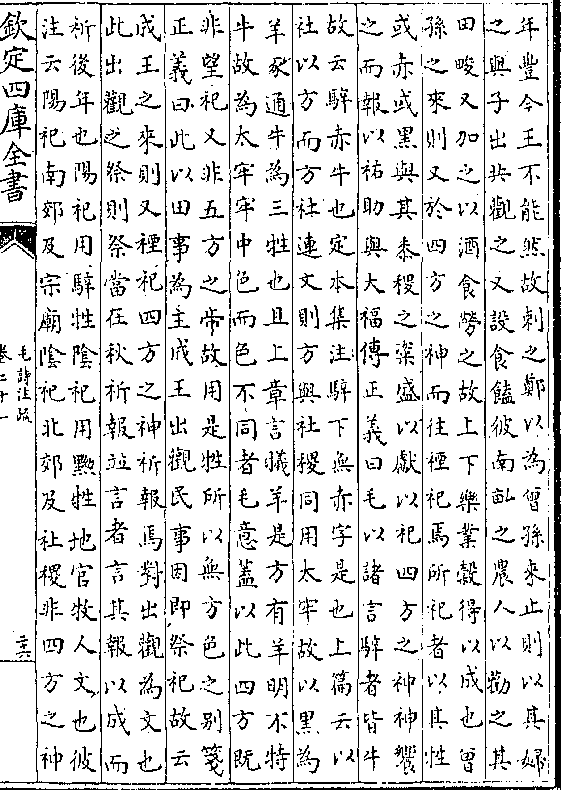 年豐今王不能然故刺之鄭以為曾孫來止則以其婦
之與子出共觀之又設食饁彼南畝之農人以勸之其
田畯又加之以酒食勞之故上下樂業穀得以成也曾
孫之來則又於四方之神而往禋祀焉所祀者以其牲
或赤或黑與其黍稷之粢盛以獻以祀四方之神神饗
之而報以祐助與大福傳正義曰毛以諸言騂者皆牛
故云騂赤牛也定本集注騂下無赤字是也上篇云以
社以方而方社連文則方與社稷同用太牢故以黑為
羊豕通牛為三牲也且上章言犧羊是方有羊明不特
牛故為太牢牢中色而色不同者毛意蓋以此四方既
非望祀又非五方之帝故用是牲所以無方色之别箋
正義曰此以田事為主成王出觀民事因即祭祀故云
成王之來則又禋祀四方之神祈報焉對出觀為文也
此出觀之祭則祭當在秋祈報並言者言其報以成而
祈後年也陽祀用騂牲陰祀用黝牲地官牧人文也彼
注云陽祀南郊及宗廟陰祀北郊及社稷非四方之神
欽定四庫全書
毛詩注疏
卷二十一
三六